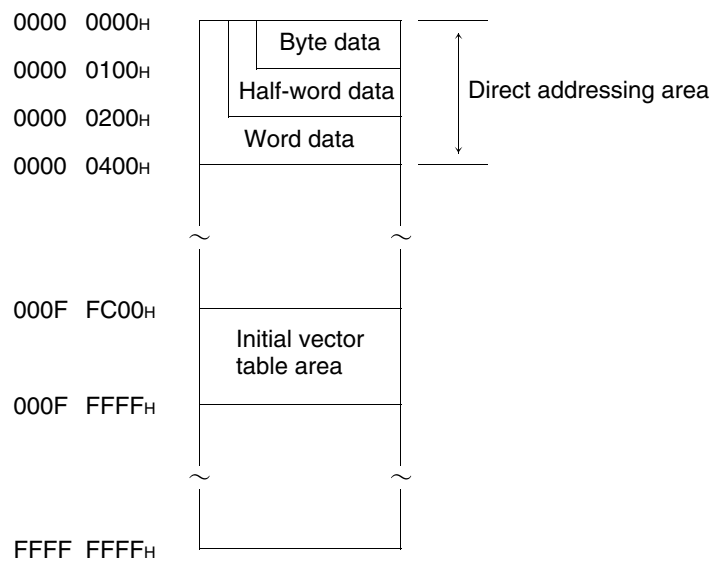 0000 0000H
Byte data
0000 0100H
Half-word data
Direct addressing area
0000 0200H
Word data
0000 0400H
~ ~
000F FC00H
Initial vector
table area
000F FFFFH
~ ~
FFFF FFFFH